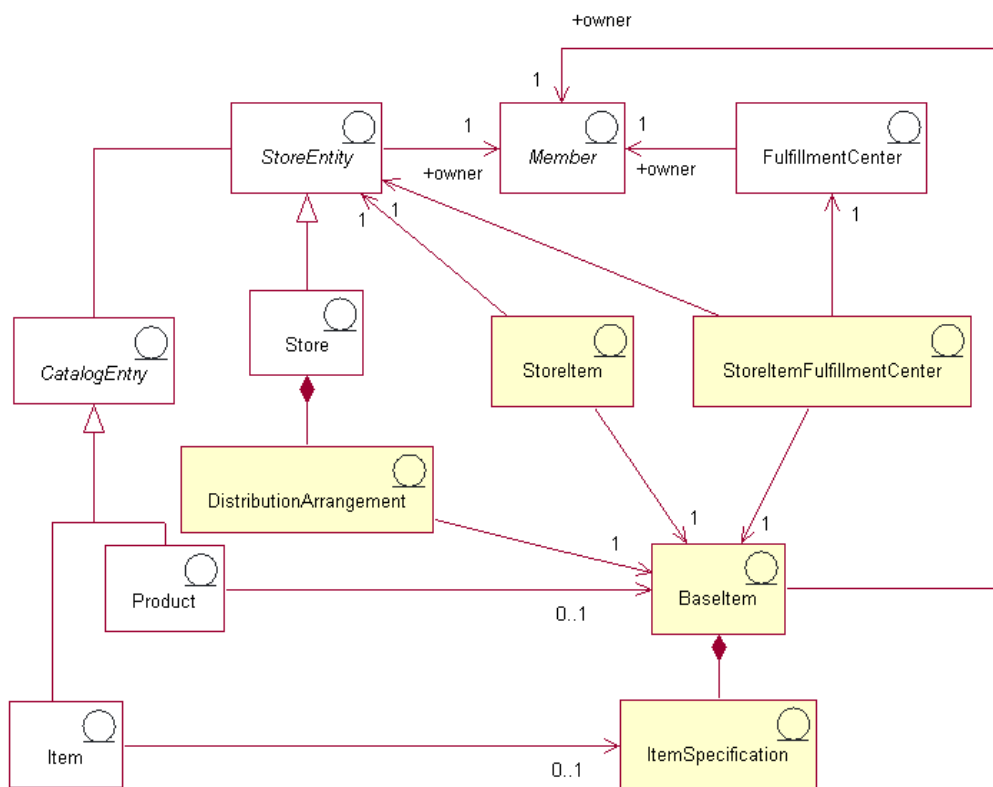 +owner
1
1
1
StoreEntity
Member
FulfillmentCenter
+owner
+owner
1
1
1
Store
StoreItem
StoreItemFulfillmentCenter
CatalogEntry
DistributionArrangement
1
1
1
Product
BaseItem
0..1
Item
ItemSpecification
0..1